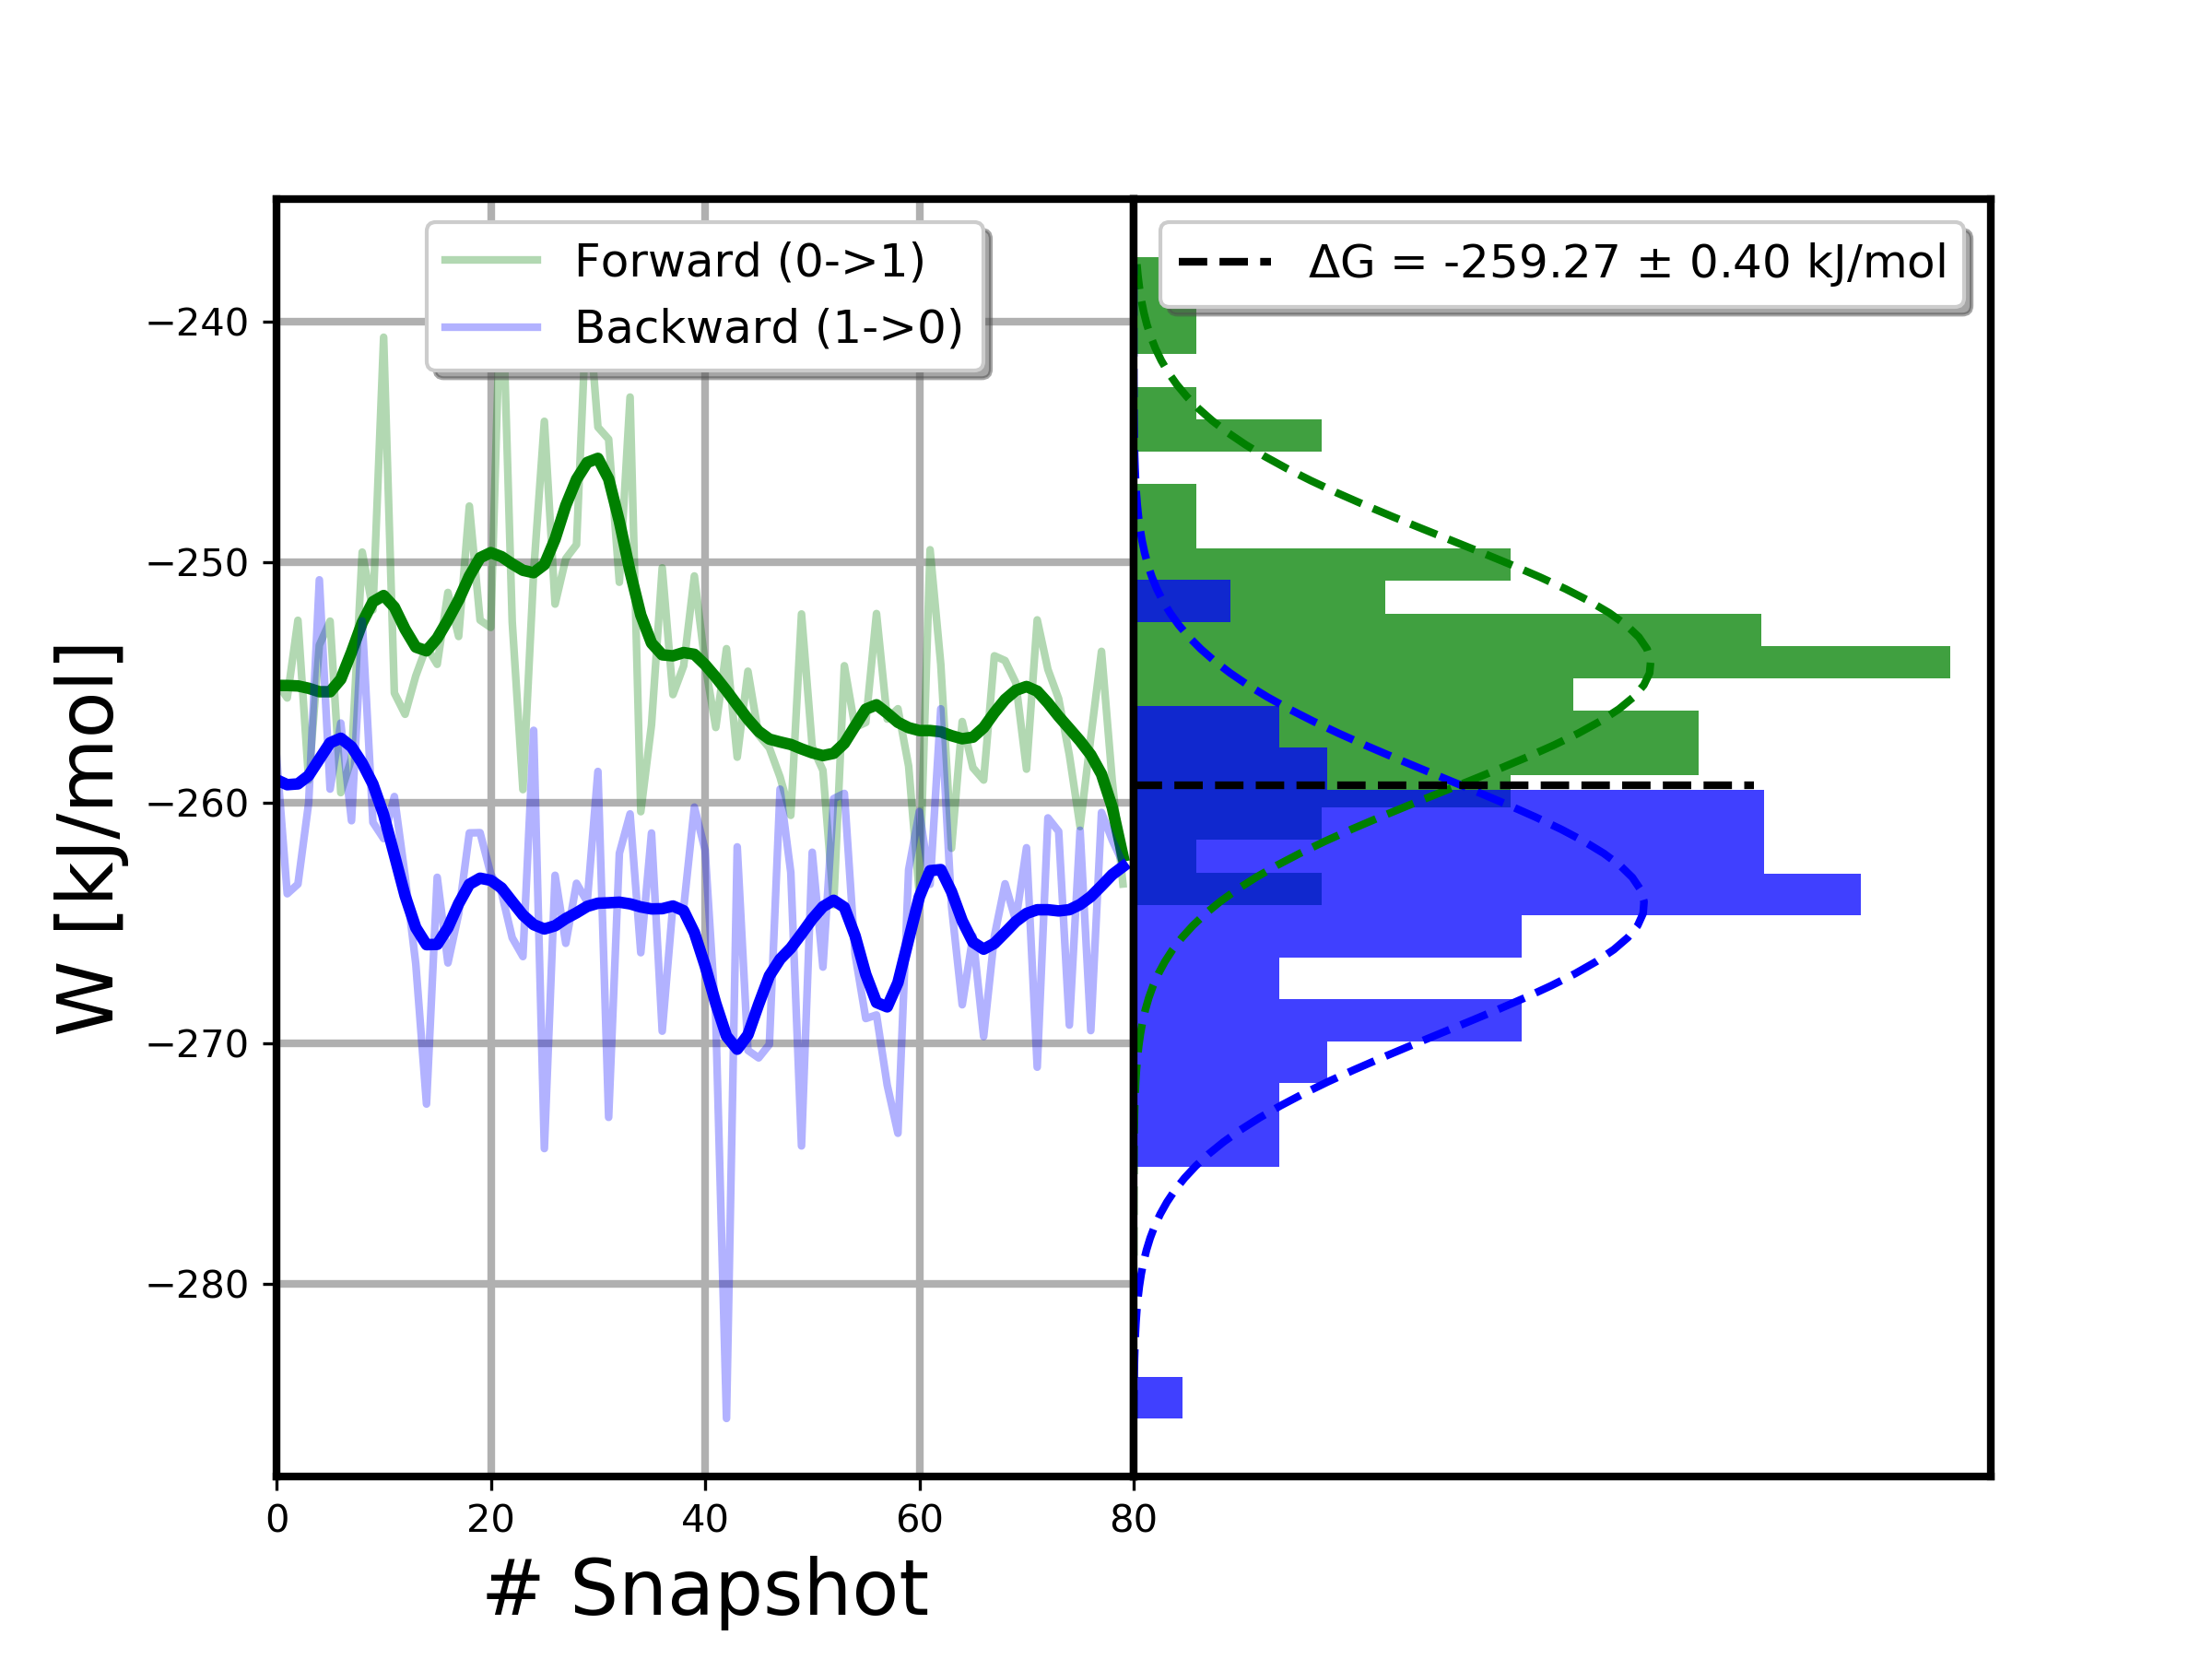 Forward (0->1)
Backward (1->0)
ΔG = -259.27 ± 0.40 kJ/mol
W [kJ/mol]
−240
−250
−260
−270
−280
0 20 40 60 80
# Snapshot